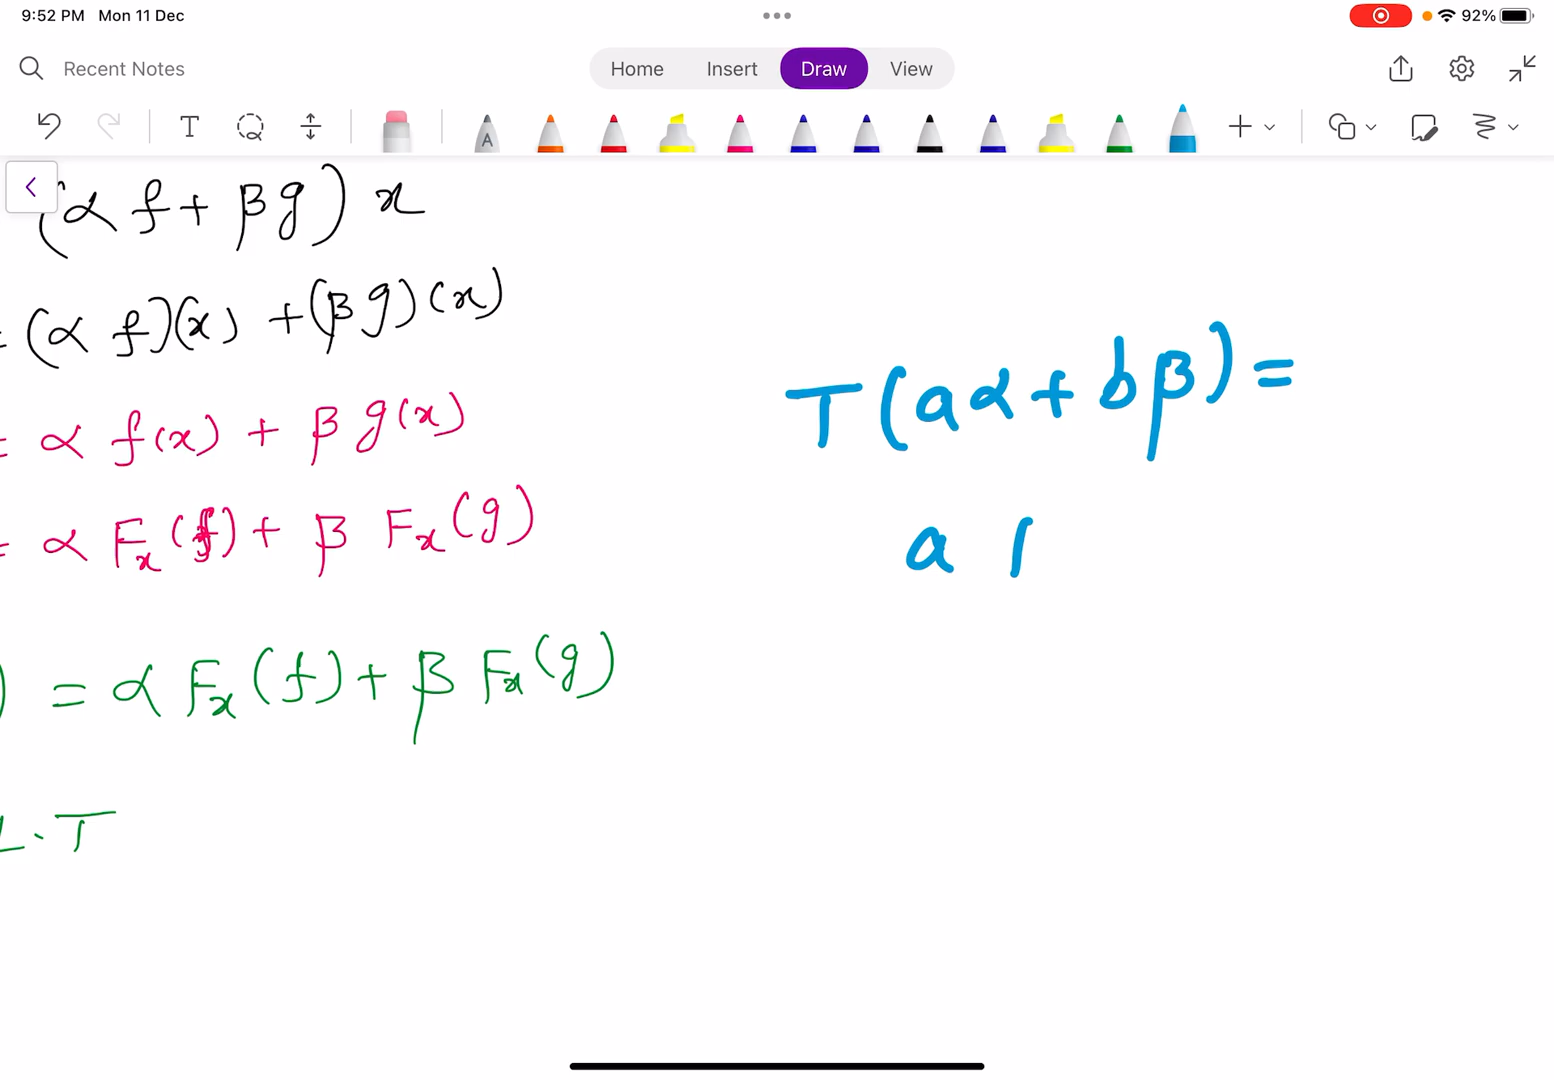 9:52 PM Mon 11 Dec
92%
Recent Notes
Home Insert Draw View
T A
(α f + β g) x
= (α f)(x) + (β g)(x)
= α f(x) + β g(x)
= α Fₓ(f) + β Fₓ(g)
) = α Fₓ(f) + β Fₓ(g)
L.T
T(aα + bβ) =
a